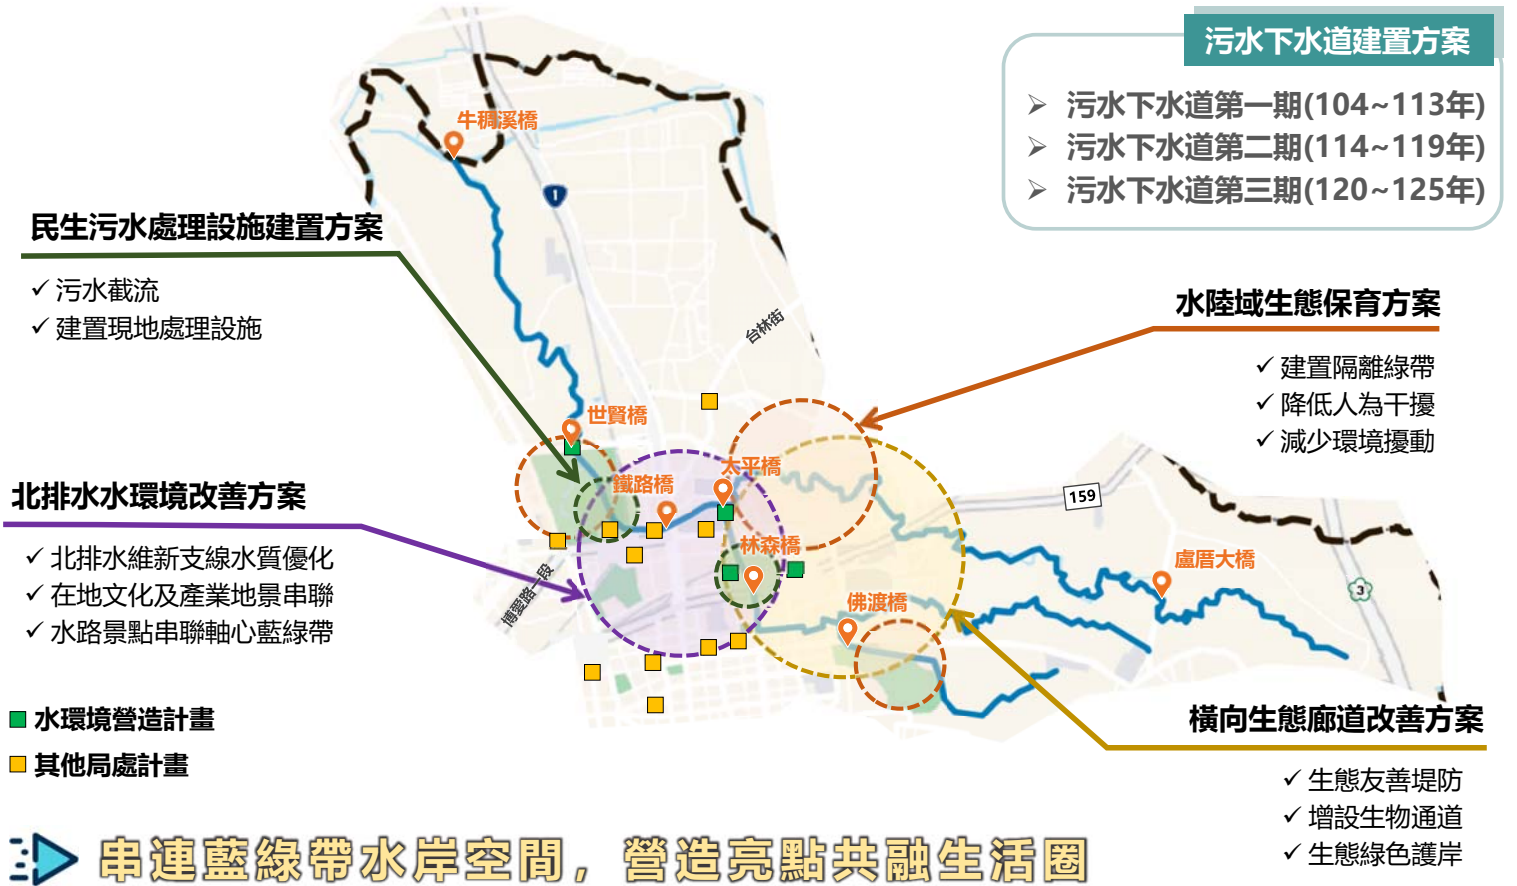 污水下水道建置方案
污水下水道第一期(104~113年)
污水下水道第二期(114~119年)
污水下水道第三期(120~125年)
牛稠溪橋
1
民生污水處理設施建置方案
污水截流
建置現地處理設施
台林街
水陸域生態保育方案
建置隔離綠帶
降低人為干擾
減少環境擾動
世賢橋
太平橋
鐵路橋
北排水水環境改善方案
北排水維新支線水質優化
在地文化及產業地景串聯
水路景點串聯軸心藍綠帶
159
林森橋
盧厝大橋
3
博愛路一段
佛渡橋
水環境營造計畫
其他局處計畫
橫向生態廊道改善方案
生態友善堤防
增設生物通道
生態綠色護岸
串連藍綠帶水岸空間，營造亮點共融生活圈